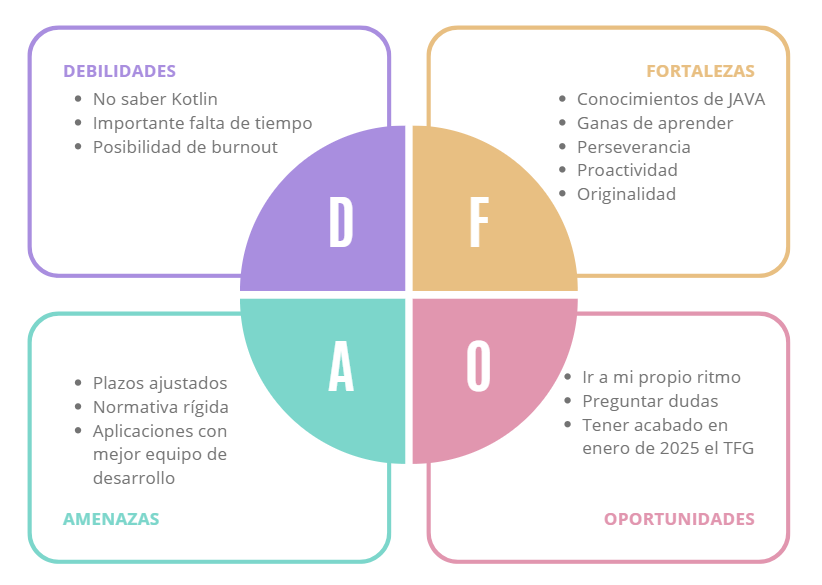 DEBILIDADES
No saber Kotlin
Importante falta de tiempo
Posibilidad de burnout
FORTALEZAS
Conocimientos de JAVA
Ganas de aprender
Perseverancia
Proactividad
Originalidad
D
F
A
O
Plazos ajustados
Normativa rígida
Aplicaciones con
mejor equipo de
desarrollo
AMENAZAS
Ir a mi propio ritmo
Preguntar dudas
Tener acabado en
enero de 2025 el TFG
OPORTUNIDADES